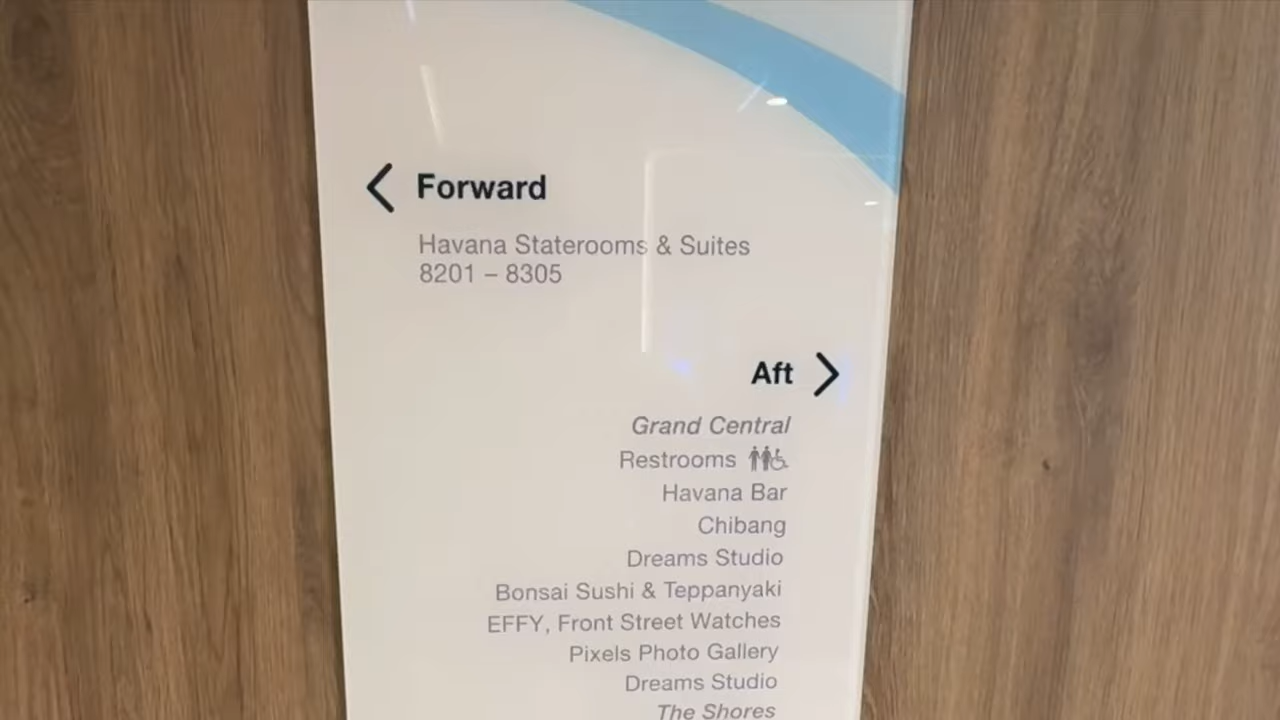 Forward
Havana Staterooms & Suites
8201 – 8305
Aft
Grand Central
Restrooms
Havana Bar
Chibang
Dreams Studio
Bonsai Sushi & Teppanyaki
EFFY, Front Street Watches
Pixels Photo Gallery
Dreams Studio
The Shores